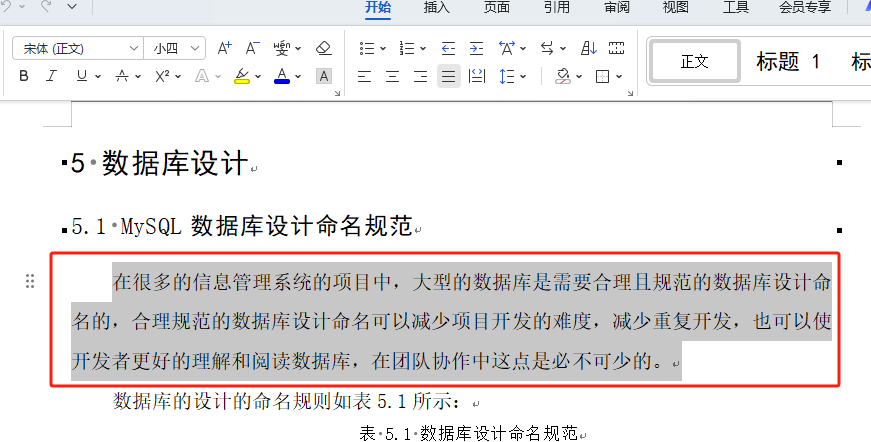 开始 插入 页面 引用 审阅 视图 工具 会员专享
宋体 (正文) 小四 A+ A- 
B I U A X² A A A 正文 标题 1 标
5 数据库设计
5.1 MySQL 数据库设计命名规范
在很多的信息管理系统的项目中，大型的数据库是需要合理且规范的数据库设计命
名的，合理规范的数据库设计命名可以减少项目开发的难度，减少重复开发，也可以使
开发者更好的理解和阅读数据库，在团队协作中这点是必不可少的。
数据库的设计的命名规则如表 5.1 所示：
表 5.1 数据库设计命名规范